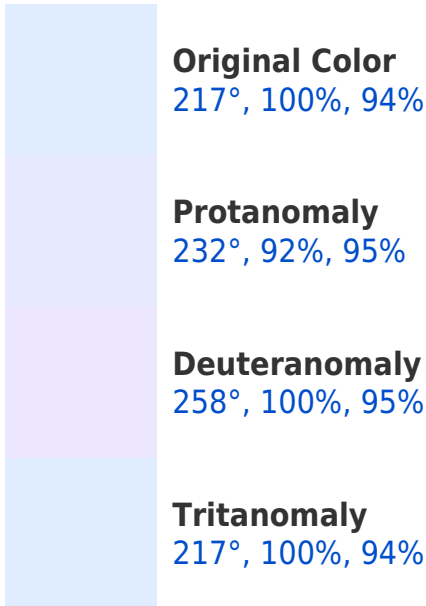 Original Color
217°, 100%, 94%
Protanomaly
232°, 92%, 95%
Deuteranomaly
258°, 100%, 95%
Tritanomaly
217°, 100%, 94%